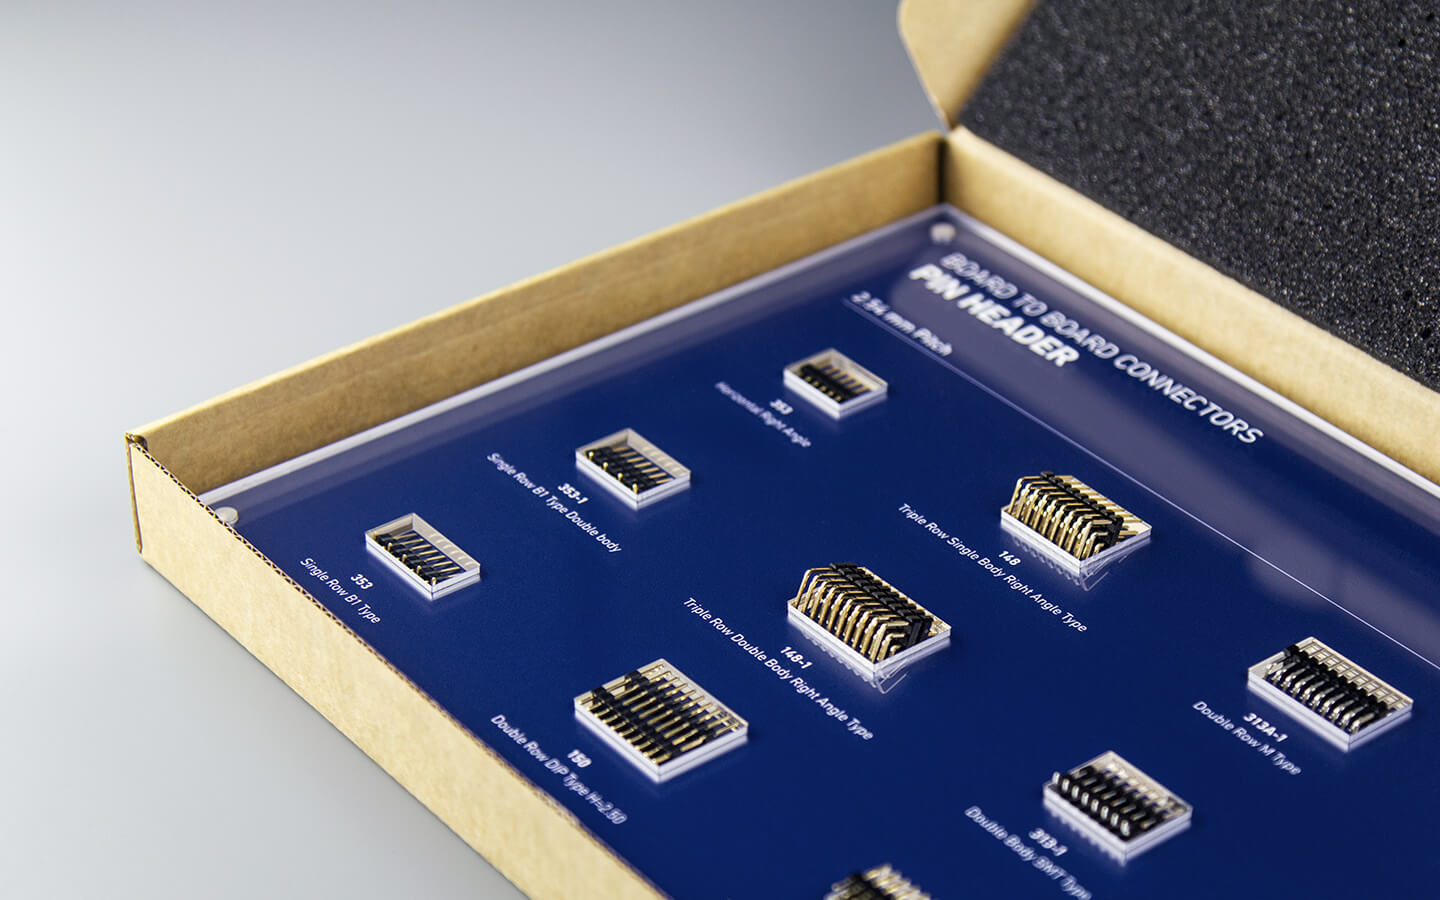 BOARD TO BOARD CONNECTORS
PIN HEADER
2.54 mm Pitch
353
Horizontal Right Angle
353-1
Single Row B1 Type Double body
353
Single Row B1 Type
148
Triple Row Single Body Right Angle Type
148-1
Triple Row Double Body Right Angle Type
150
Double Row DIP Type H=2.50
313A-1
Double Row M Type
313-1
Double Body SMT Type